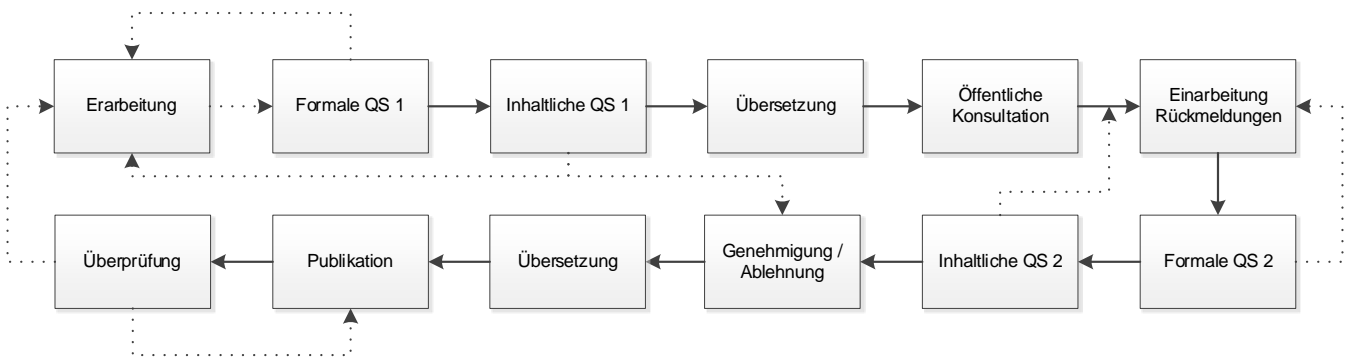 Erarbeitung
Formale QS 1
Inhaltliche QS 1
Übersetzung
Öffentliche
Konsultation
Einarbeitung
Rückmeldungen
Überprüfung
Publikation
Übersetzung
Genehmigung /
Ablehnung
Inhaltliche QS 2
Formale QS 2